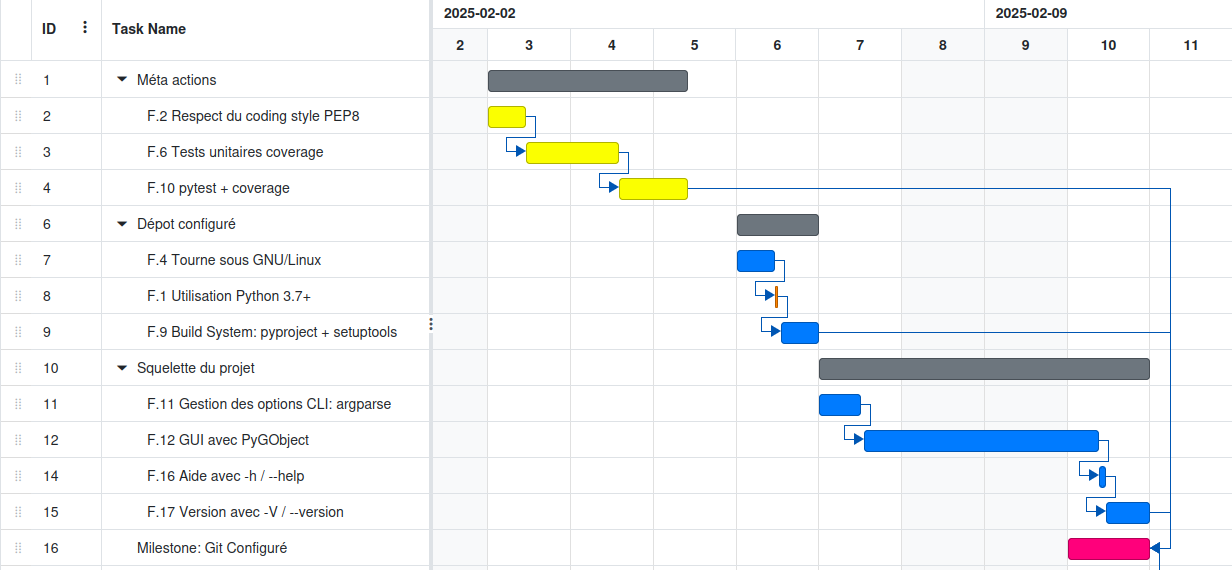 ID Task Name 2025-02-02 2025-02-09
2 3 4 5 6 7 8 9 10 11
1 Méta actions
2 F.2 Respect du coding style PEP8
3 F.6 Tests unitaires coverage
4 F.10 pytest + coverage
6 Dépot configuré
7 F.4 Tourne sous GNU/Linux
8 F.1 Utilisation Python 3.7+
9 F.9 Build System: pyproject + setuptools
10 Squelette du projet
11 F.11 Gestion des options CLI: argparse
12 F.12 GUI avec PyGObject
14 F.16 Aide avec -h / --help
15 F.17 Version avec -V / --version
16 Milestone: Git Configuré